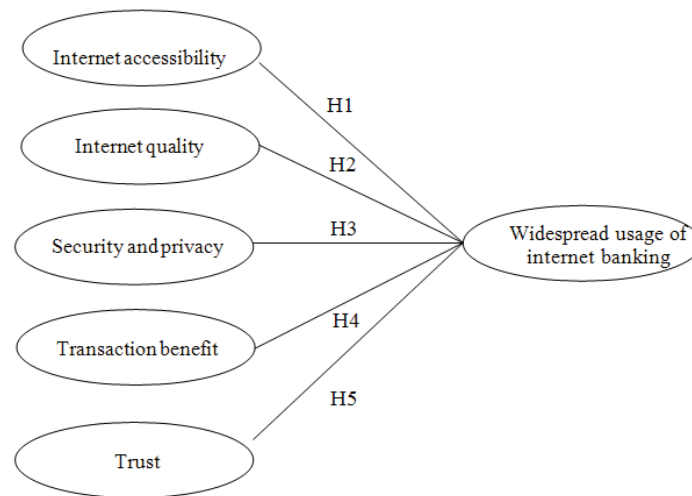 Internet accessibility
H1
Internet quality
H2
Security and privacy
H3
Widespread usage of
internet banking
Transaction benefit
H4
H5
Trust